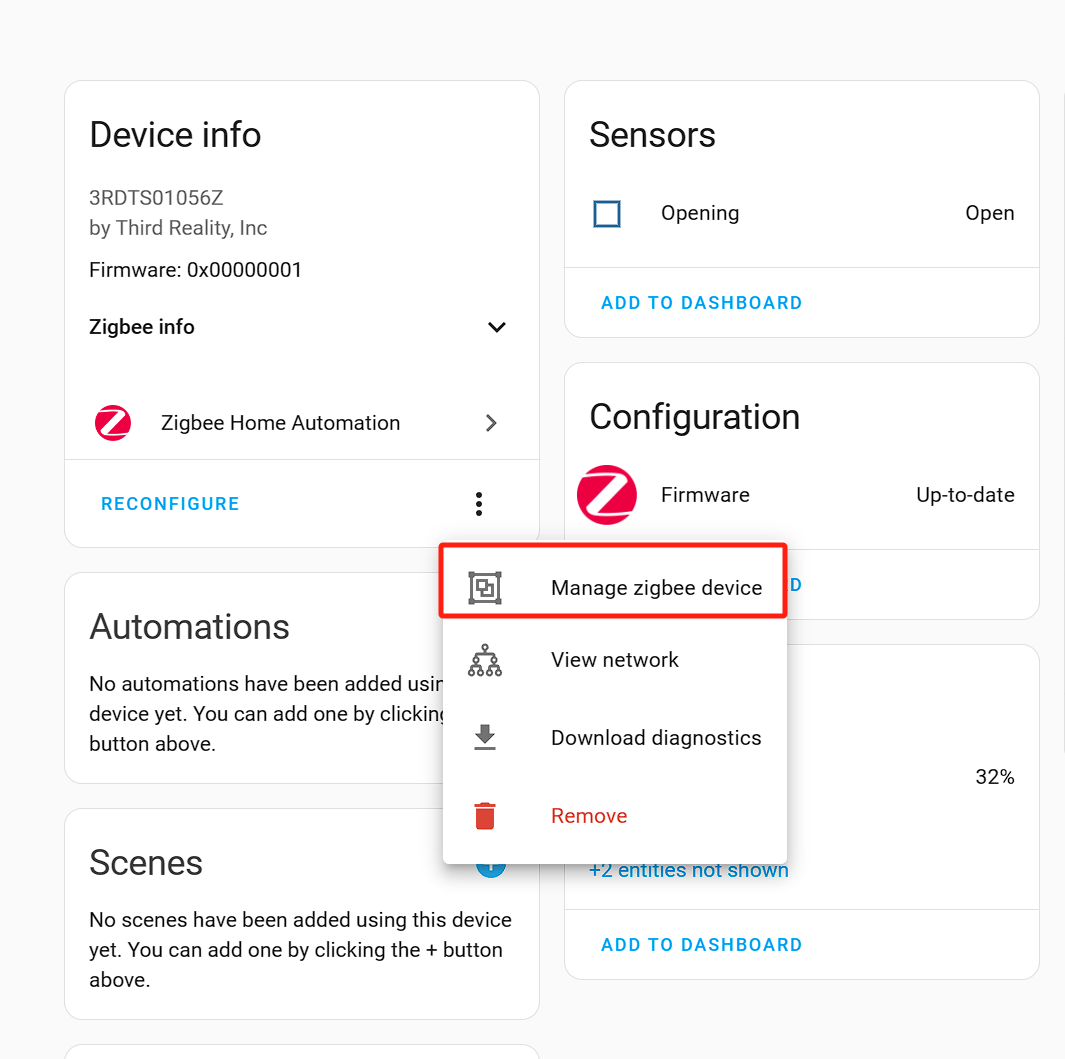 Device info
3RDTS01056Z
by Third Reality, Inc
Firmware: 0x00000001
Zigbee info
Zigbee Home Automation
RECONFIGURE
Sensors
Opening
Open
ADD TO DASHBOARD
Configuration
Firmware
Up-to-date
D
Manage zigbee device
View network
Download diagnostics
Remove
32%
+2 entities not shown
ADD TO DASHBOARD
Automations
No automations have been added usin
device yet. You can add one by clicking
button above.
Scenes
No scenes have been added using this device
yet. You can add one by clicking the + button
above.